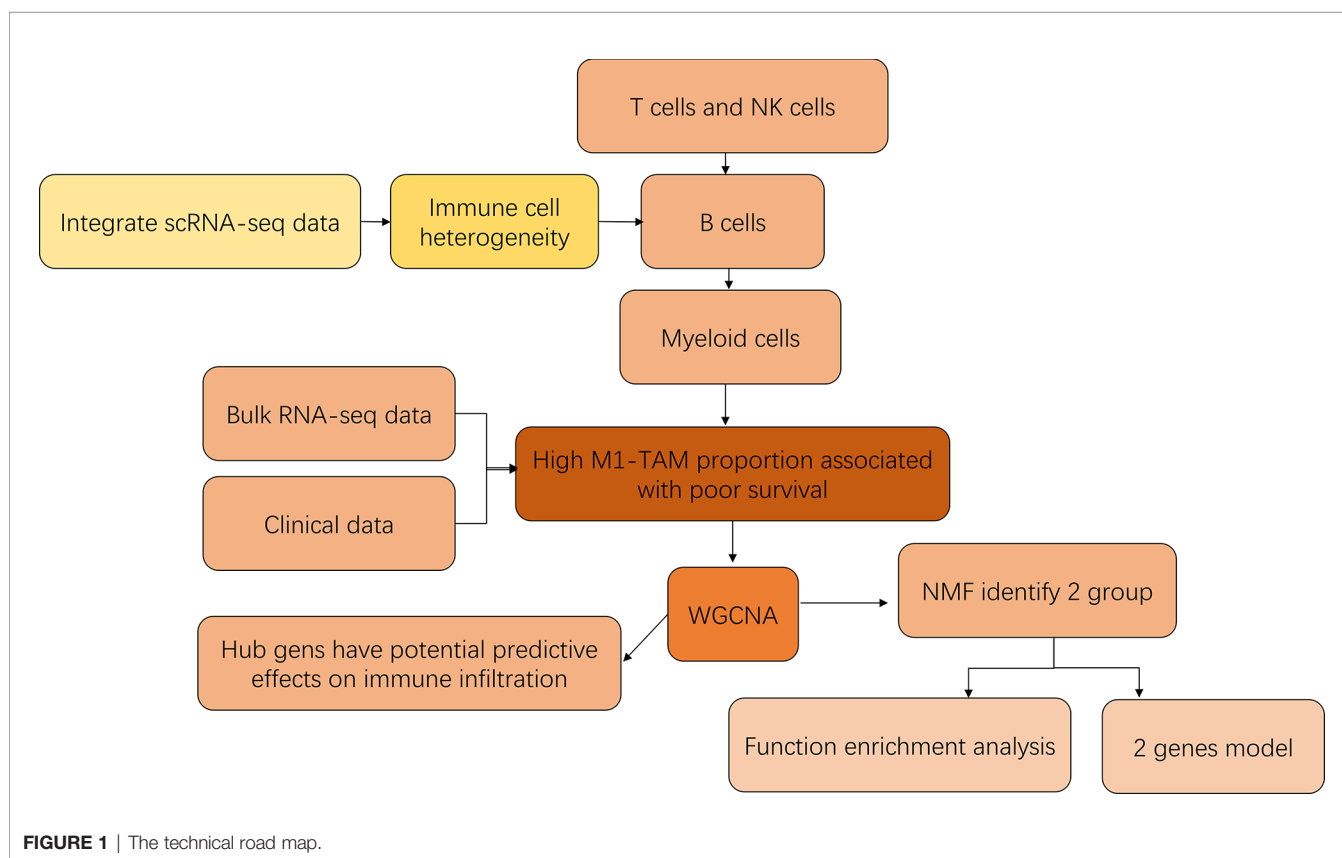 T cells and NK cells
Integrate scRNA-seq data
Immune cell
heterogeneity
B cells
Myeloid cells
Bulk RNA-seq data
High M1-TAM proportion associated
with poor survival
Clinical data
NMF identify 2 group
WGCNA
Hub gens have potential predictive
effects on immune infiltration
Function enrichment analysis
2 genes model
FIGURE 1 | The technical road map.